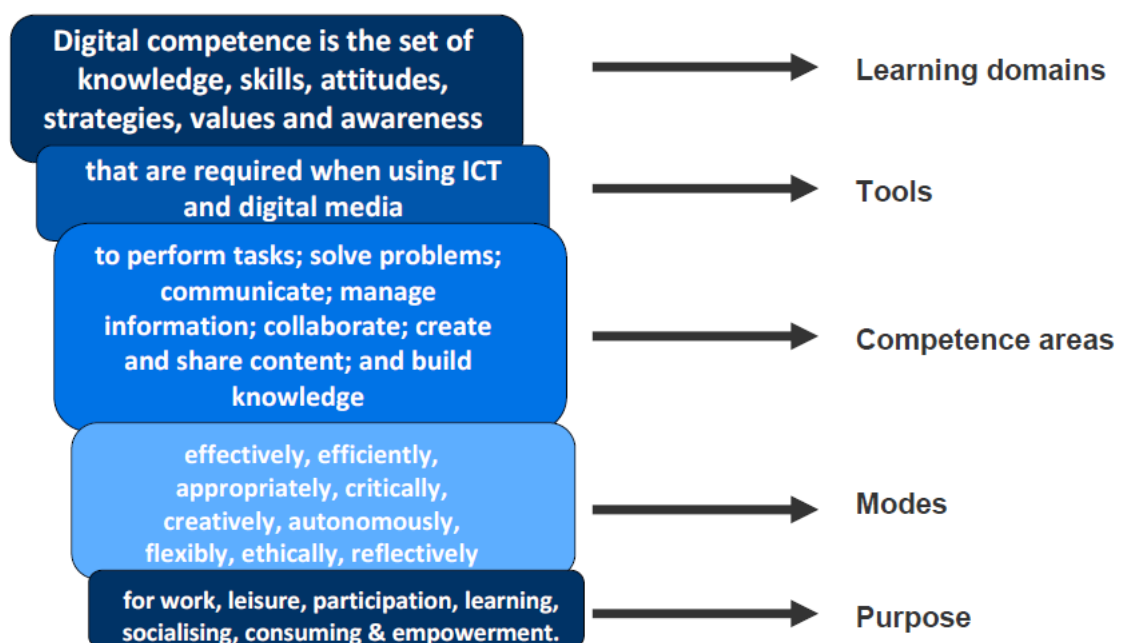 Digital competence is the set of
knowledge, skills, attitudes,
strategies, values and awareness
Learning domains
that are required when using ICT
and digital media
Tools
to perform tasks; solve problems;
communicate; manage
information; collaborate; create
and share content; and build
knowledge
Competence areas
effectively, efficiently,
appropriately, critically,
creatively, autonomously,
flexibly, ethically, reflectively
Modes
for work, leisure, participation, learning,
socialising, consuming & empowerment.
Purpose